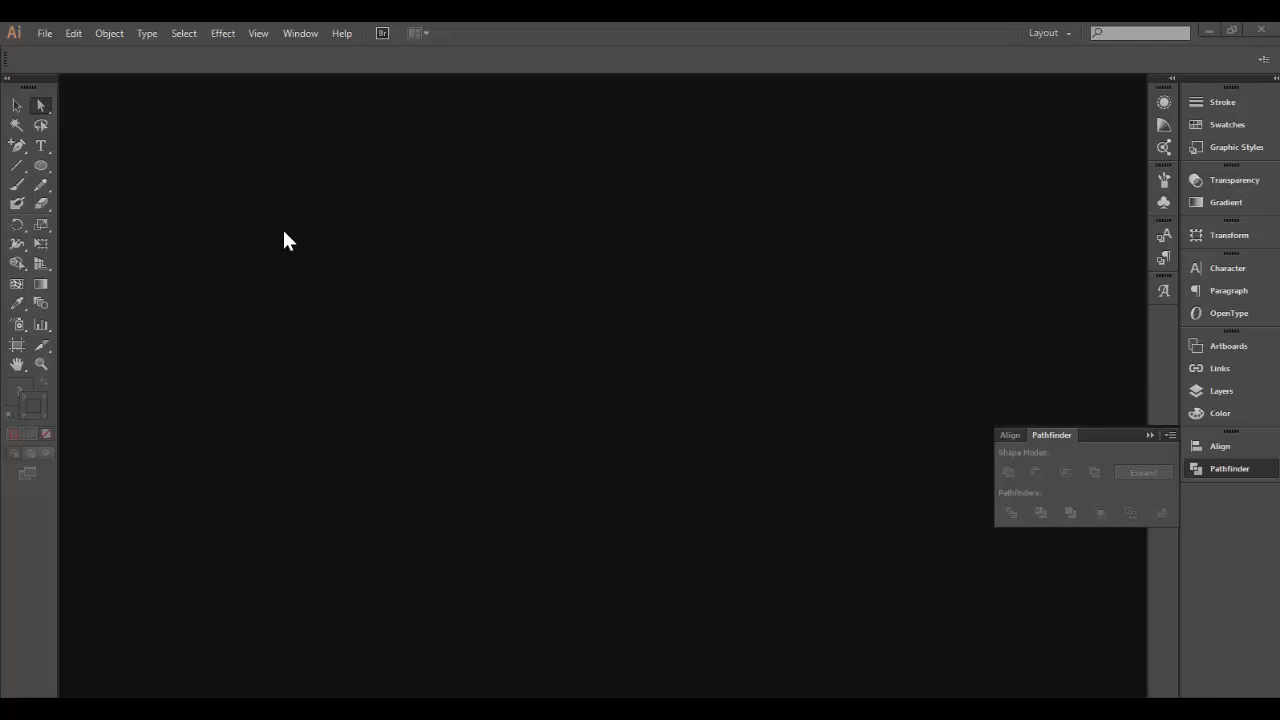 Ai File Edit Object Type Select Effect View Window Help Br Layout
T
Stroke
Swatches
Graphic Styles
Transparency
Gradient
Transform
Character
Paragraph
OpenType
Artboards
Links
Layers
Color
Align
Pathfinder
Align Pathfinder
Shape Modes:
Expand
Pathfinders:
?